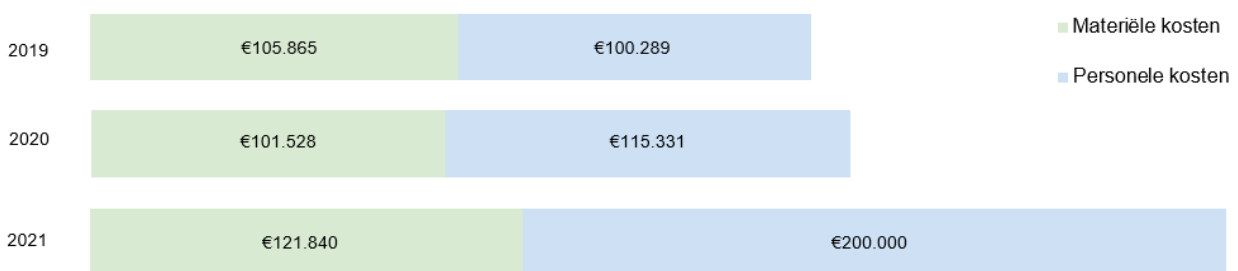 2019 €105.865 €100.289
Materiële kosten
Personele kosten
2020 €101.528 €115.331
2021 €121.840 €200.000